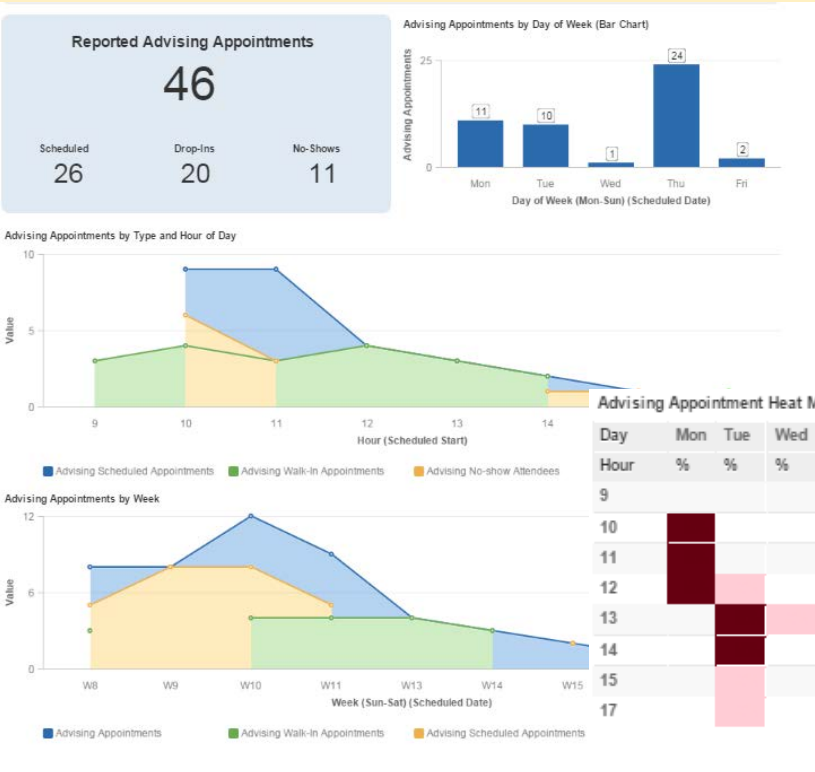 Reported Advising Appointments
46
Scheduled Drop-Ins No-Shows
26 20 11
Advising Appointments by Day of Week (Bar Chart)
Advising Appointments
25
0
11
10
1
24
2
Mon Tue Wed Thu Fri
Day of Week (Mon-Sun) (Scheduled Date)
Advising Appointments by Type and Hour of Day
Value
10
5
0
9 10 11 12 13 14
Hour (Scheduled Start)
Advising Scheduled Appointments Advising Walk-In Appointments Advising No-show Attendees
Advising Appointments by Week
Value
12
6
0
W8 W9 W10 W11 W13 W14 W15
Week (Sun-Sat) (Scheduled Date)
Advising Appointments Advising Walk-In Appointments Advising Scheduled Appointments
Advising Appointment Heat M
Day Mon Tue Wed
Hour % % %
9
10
11
12
13
14
15
17